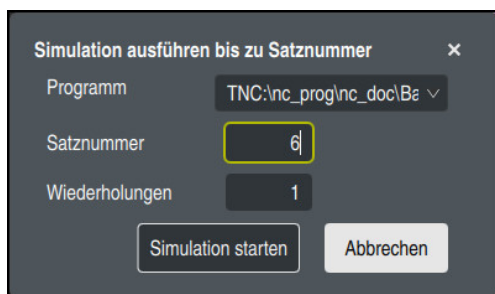 Simulation ausführen bis zu Satznummer ×
Programm TNC:\nc_prog\nc_doc\Ba
Satznummer 6
Wiederholungen 1
Simulation starten Abbrechen